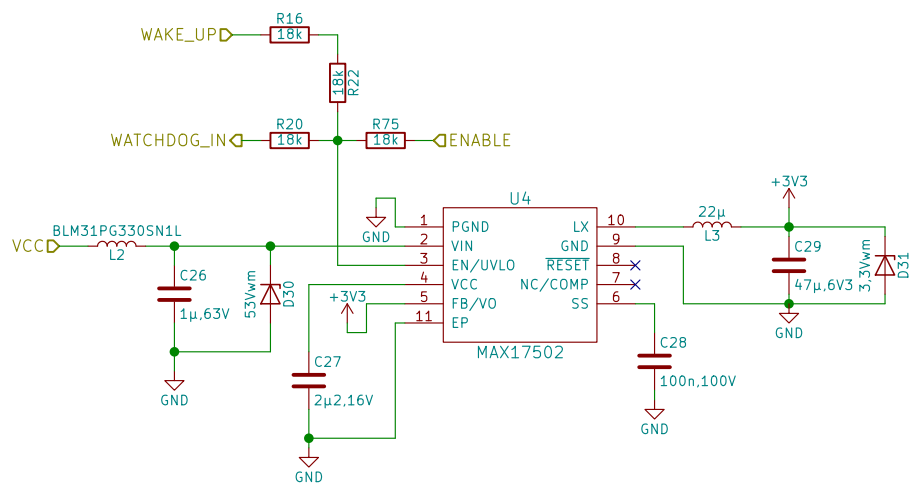 R16
WAKE_UP
18k
18k
R22
R20
R75
WATCHDOG_IN
18k
18k
ENABLE
U4
+3V3
22µ
1
PGND
LX
10
BLM31PG330SN1L
GND
L3
VCC
2
VIN
GND
9
C29
L2
3
EN/UVLO
RESET
8
3,3Vwm
D31
C26
53Vwm
D30
4
VCC
NC/COMP
7
47µ,6V3
+3V3
5
FB/VO
SS
6
1µ,63V
11
EP
GND
MAX17502
C28
C27
100n,100V
GND
2µ2,16V
GND
GND